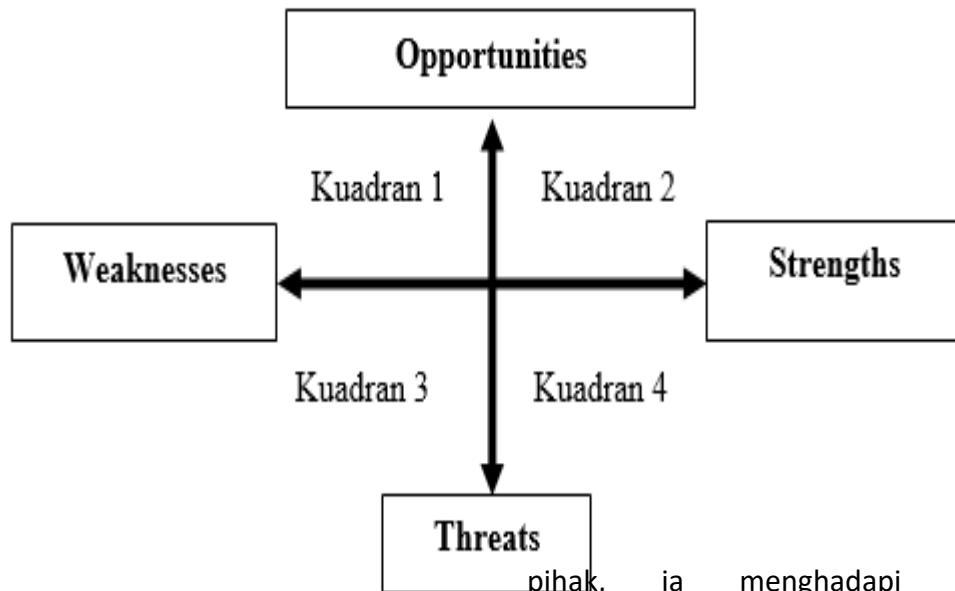 Opportunities
Kuadran 1 Kuadran 2
Weaknesses Strengths
Kuadran 3 Kuadran 4
Threats
pihak, ia menghadapi